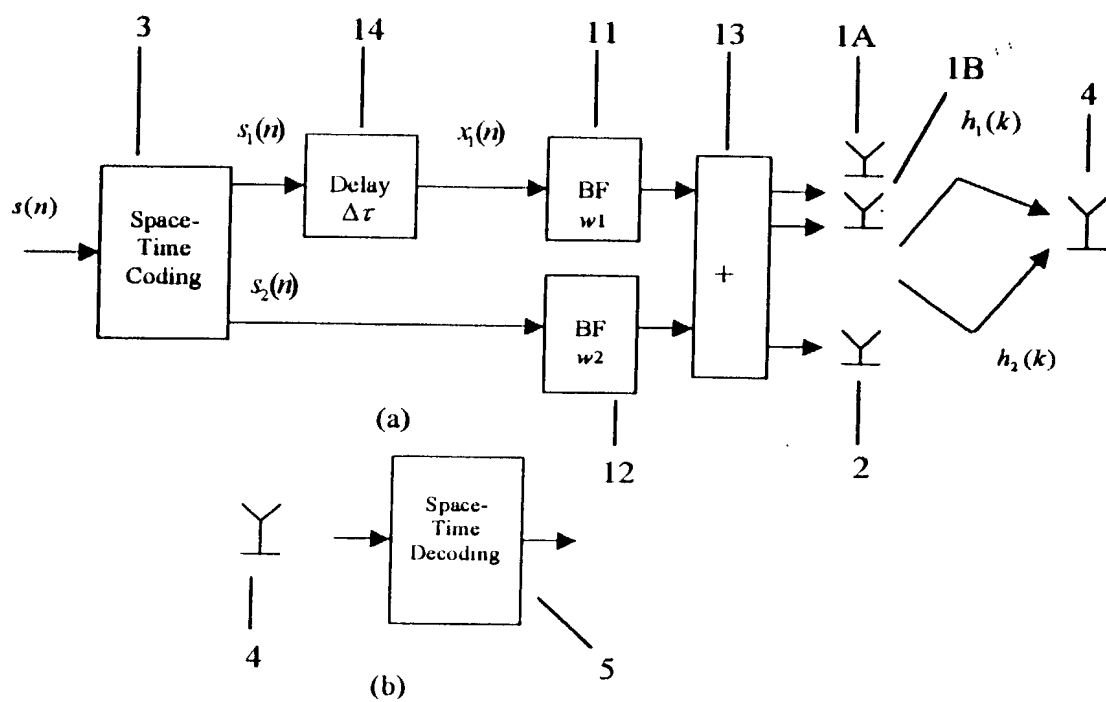 3
14
11
13
1A
1B
4
s(n)
Space-
Time
Coding
s₁(n)
Delay
Δτ
x₁(n)
BF
w1
s₂(n)
BF
w2
+
h₁(k)
h₂(k)
(a)
12
2
Space-
Time
Decoding
4
5
(b)